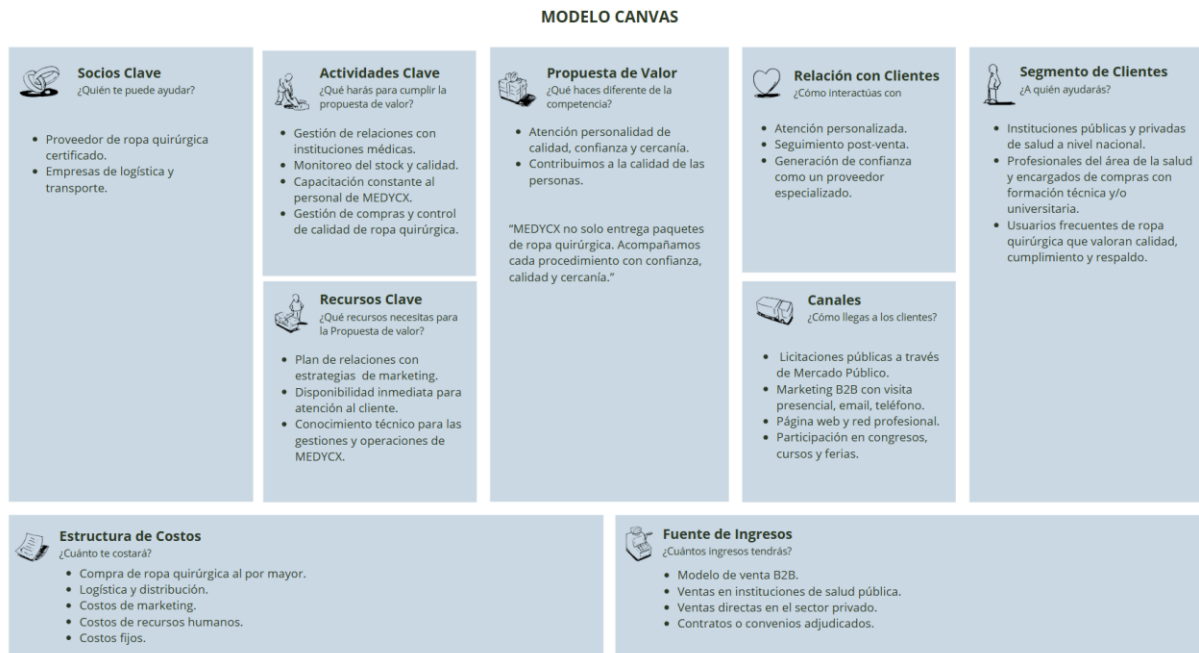 MODELO CANVAS
Socios Clave
¿Quién te puede ayudar?
• Proveedor de ropa quirúrgica
certificado.
• Empresas de logística y
transporte.
Actividades Clave
¿Qué harás para cumplir la
propuesta de valor?
• Gestión de relaciones con
instituciones médicas.
• Monitoreo del stock y calidad.
• Capacitación constante al
personal de MEDYCX.
• Gestión de compras y control
de calidad de ropa quirúrgica.
Recursos Clave
¿Qué recursos necesitas para
la Propuesta de valor?
• Plan de relaciones con
estrategias de marketing.
• Disponibilidad inmediata para
atención al cliente.
• Conocimiento técnico para las
gestiones y operaciones de
MEDYCX.
Propuesta de Valor
¿Qué haces diferente de la
competencia?
• Atención personalidad de
calidad, confianza y cercanía.
• Contribuimos a la calidad de las
personas.
“MEDYCX no solo entrega paquetes
de ropa quirúrgica. Acompañamos
cada procedimiento con confianza,
calidad y cercanía.”
Relación con Clientes
¿Cómo interactúas con
• Atención personalizada.
• Seguimiento post-venta.
• Generación de confianza
como un proveedor
especializado.
Canales
¿Cómo llegas a los clientes?
• Licitaciones públicas a través
de Mercado Público.
• Marketing B2B con visita
presencial, email, teléfono.
• Página web y red profesional.
• Participación en congresos,
cursos y ferias.
Segmento de Clientes
¿A quién ayudarás?
• Instituciones públicas y privadas
de salud a nivel nacional.
• Profesionales del área de la salud
y encargados de compras con
formación técnica y/o
universitaria.
• Usuarios frecuentes de ropa
quirúrgica que valoran calidad,
cumplimiento y respaldo.
Estructura de Costos
¿Cuánto te costará?
• Compra de ropa quirúrgica al por mayor.
• Logística y distribución.
• Costos de marketing.
• Costos de recursos humanos.
• Costos fijos.
Fuente de Ingresos
¿Cuántos ingresos tendrás?
• Modelo de venta B2B.
• Ventas en instituciones de salud pública.
• Ventas directas en el sector privado.
• Contratos o convenios adjudicados.